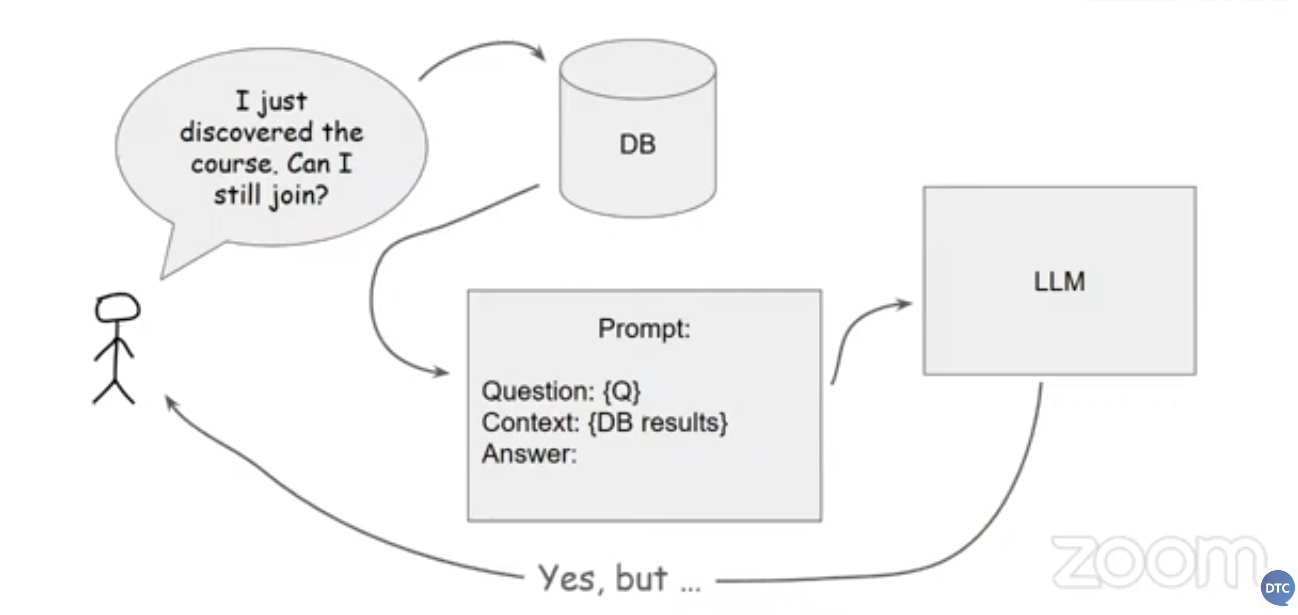 I just
discovered the
course. Can I
still join?
DB
LLM
Prompt:
Question: {Q}
Context: {DB results}
Answer:
Yes, but ...
zoom
DTC